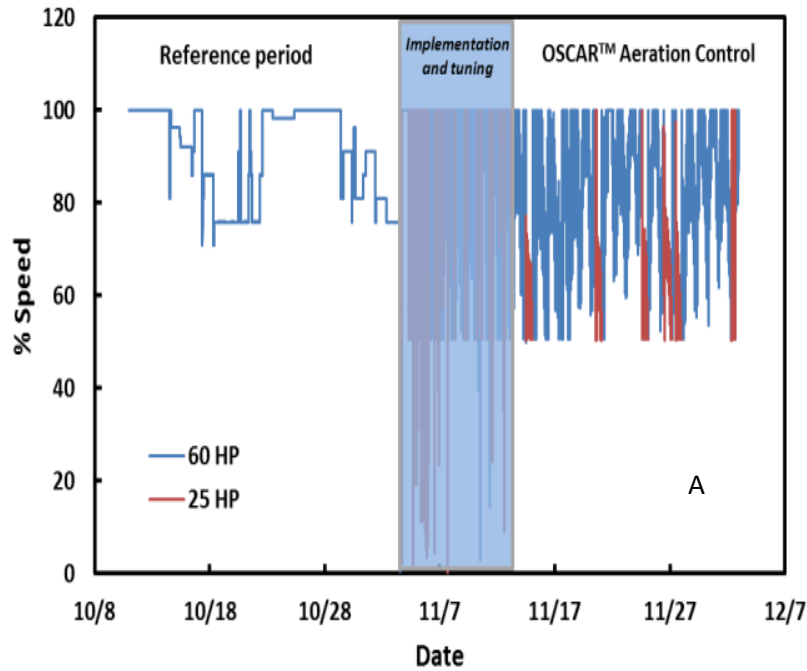 Reference period
Implementation
and tuning
OSCAR™ Aeration Control
% Speed
120
100
80
60
40
20
0
60 HP
25 HP
A
10/8
10/18
10/28
11/7
11/17
11/27
12/7
Date